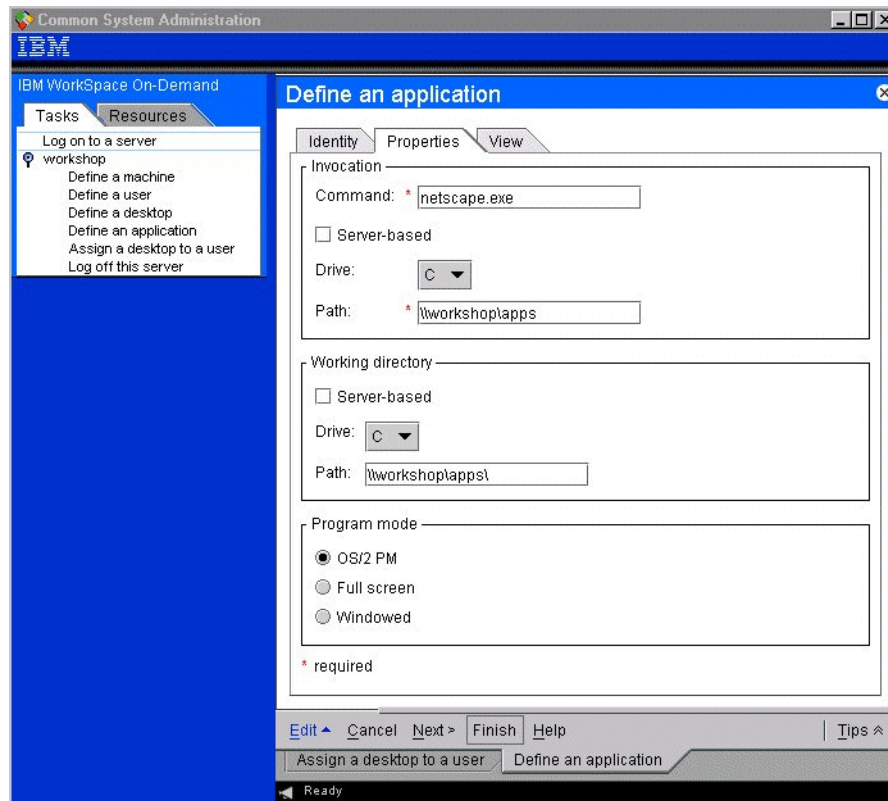 Common System Administration
IBM
IBM WorkSpace On-Demand
Tasks Resources
Log on to a server
workshop
Define a machine
Define a user
Define a desktop
Define an application
Assign a desktop to a user
Log off this server
Define an application
Identity Properties View
Invocation
Command: * netscape.exe
Server-based
Drive: C
Path: * \\workshop\apps
Working directory
Server-based
Drive: C
Path: \\workshop\apps\
Program mode
OS/2 PM
Full screen
Windowed
* required
Edit Cancel Next > Finish Help Tips
Assign a desktop to a user Define an application
Ready